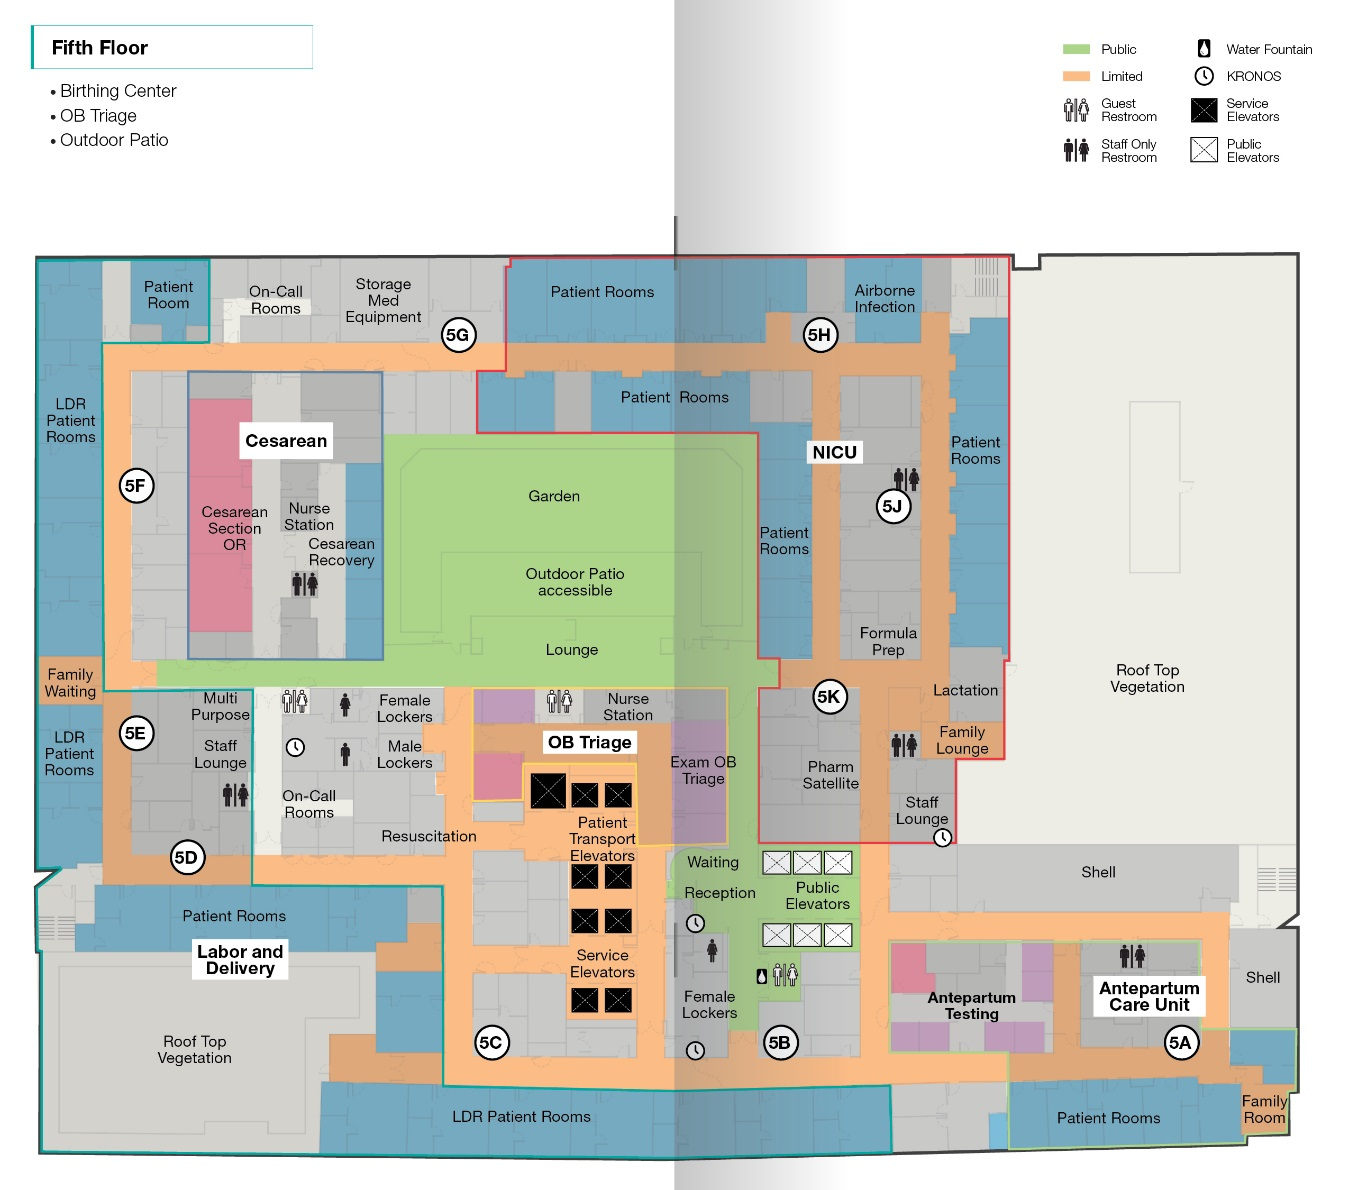 Fifth Floor
• Birthing Center
• OB Triage
• Outdoor Patio
Public
Limited
Guest
Restroom
Staff Only
Restroom
Water Fountain
KRONOS
Service
Elevators
Public
Elevators
Patient
Room
On-Call
Rooms
Storage
Med
Equipment
5G
Patient Rooms
5H
Airborne
Infection
LDR
Patient
Rooms
Cesarean
5F
Cesarean
Section
OR
Nurse
Station
Cesarean
Recovery
Patient Rooms
NICU
Patient
Rooms
5J
Patient
Rooms
Garden
Outdoor Patio
accessible
Lounge
Formula
Prep
Family
Waiting
Lactation
Roof Top
Vegetation
5E
Multi
Purpose
Staff
Lounge
LDR
Patient
Rooms
Female
Lockers
Male
Lockers
On-Call
Rooms
Resuscitation
Nurse
Station
OB Triage
Exam OB
Triage
5K
Family
Lounge
Pharm
Satellite
Staff
Lounge
5D
Patient
Transport
Elevators
Waiting
Reception
Public
Elevators
Shell
Patient Rooms
Labor and
Delivery
Service
Elevators
Female
Lockers
Antepartum
Testing
Antepartum
Care Unit
Shell
Roof Top
Vegetation
5C
5B
5A
LDR Patient Rooms
Patient Rooms
Family
Room